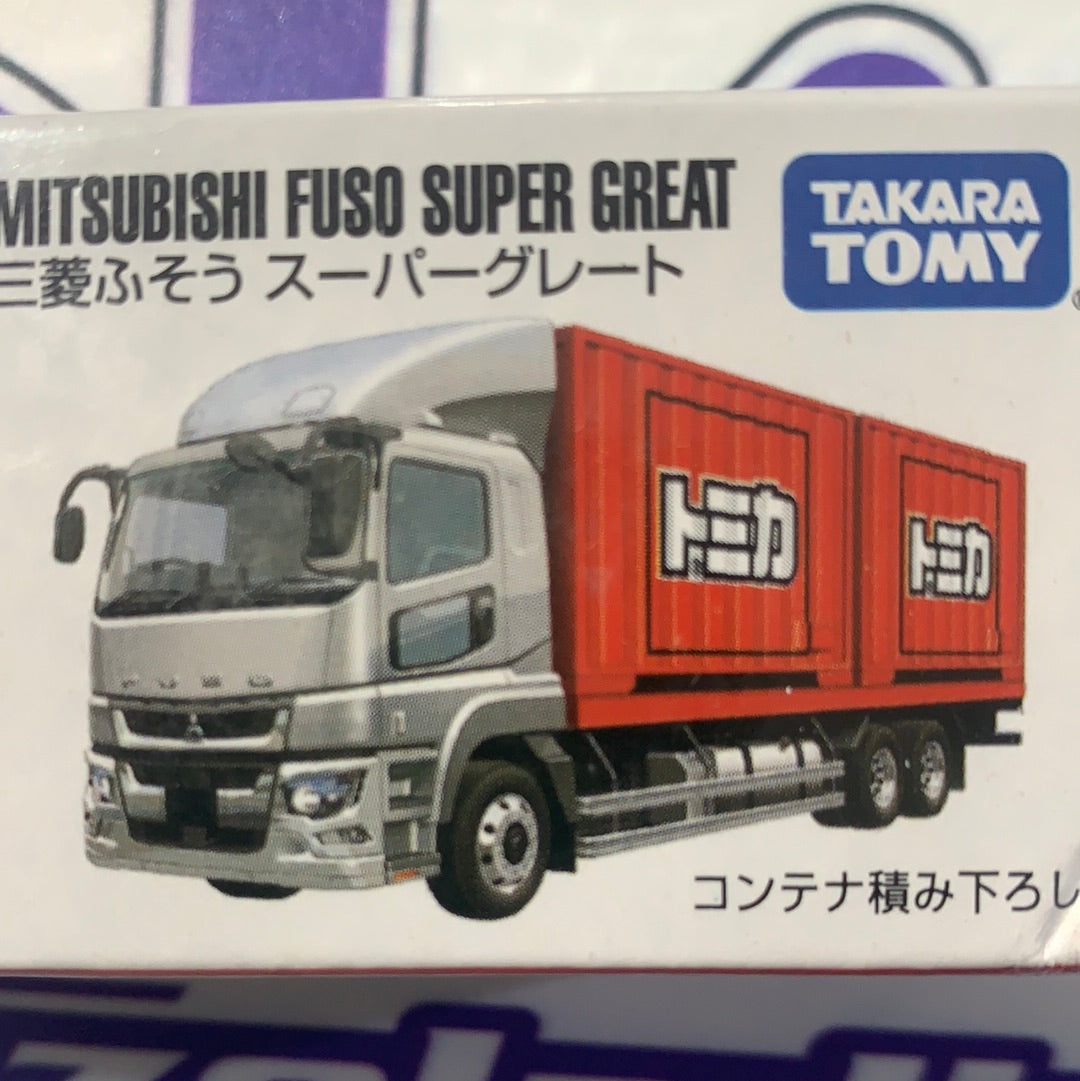 MITSUBISHI FUSO SUPER GREAT
三菱ふそう スーパーグレート
TAKARA
TOMY
トミカ
トミカ
FUSO
コンテナ積み下ろし